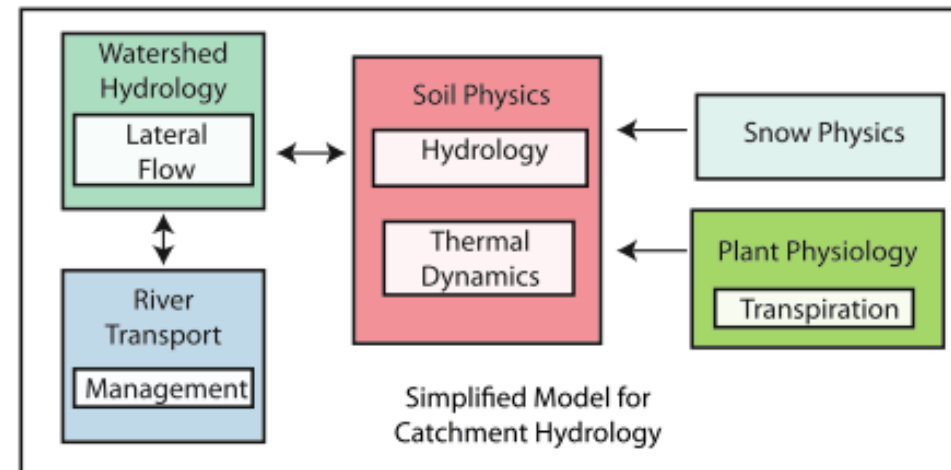 Watershed
Hydrology
Lateral
Flow
River
Transport
Management
Soil Physics
Hydrology
Thermal
Dynamics
Snow Physics
Plant Physiology
Transpiration
Simplified Model for
Catchment Hydrology